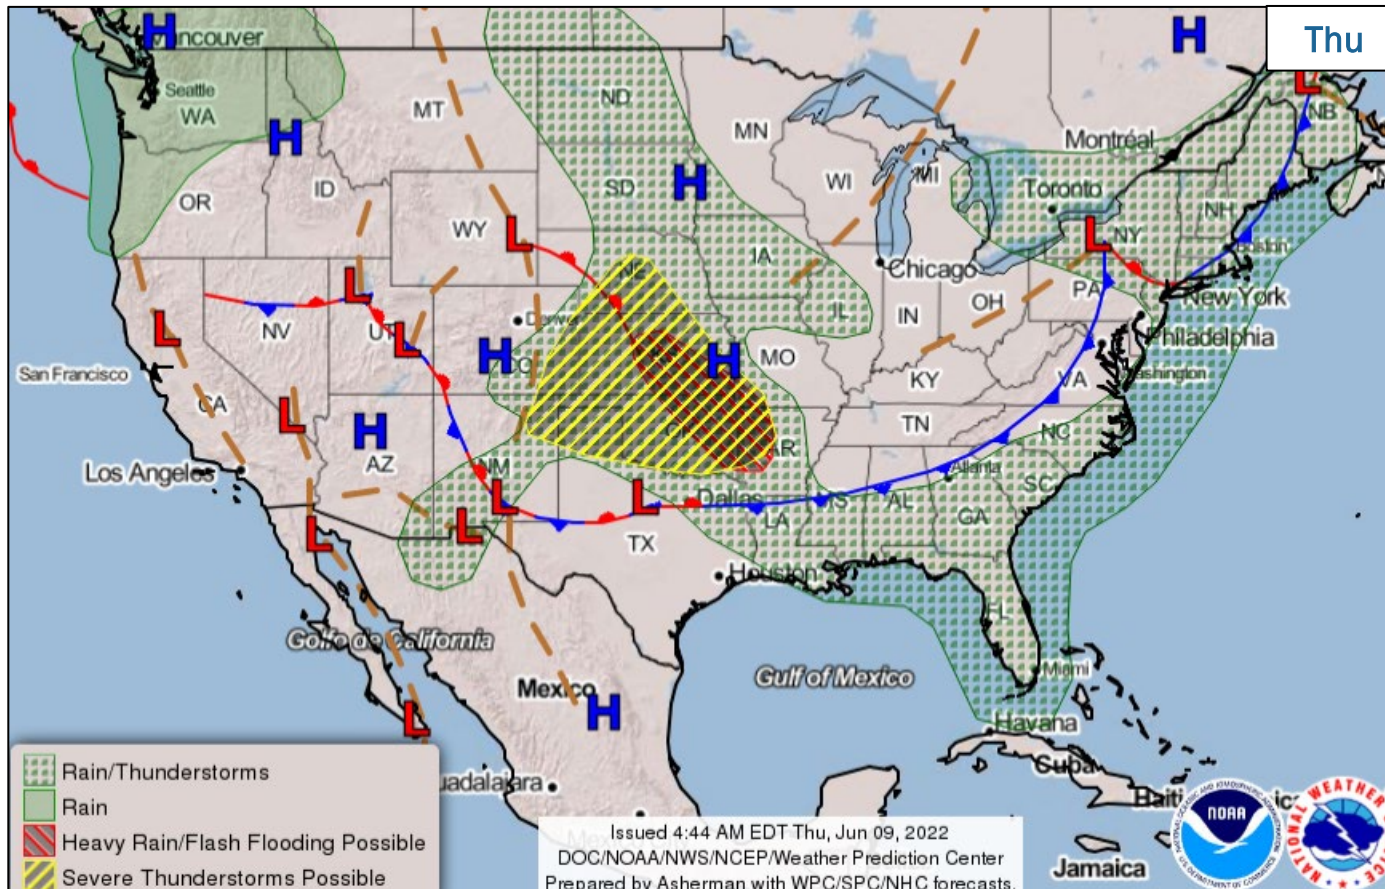 Thu
Vancouver
Seattle
WA
MT
ND
MN
Montréal
NB
OR
ID
SD
WI
MI
Toronto
NH
WY
NY
Boston
IA
Chicago
NE
PA
New York
NV
UT
Denver
IL
IN
OH
Philadelphia
CO
MO
Washington
San Francisco
KY
VA
CA
TN
NC
Los Angeles
AZ
NM
AR
Atlanta
SC
Dallas
MS
AL
GA
LA
TX
Houston
FL
Golfo de California
Gulf of Mexico
Miami
Mexico
Havana
Cuba
Haiti
Jamaica
uadalajara
Mexico City
H
H
H
H
H
H
H
H
L
L
L
L
L
L
L
L
L
L
L
L
L
Rain/Thunderstorms
Rain
Heavy Rain/Flash Flooding Possible
Severe Thunderstorms Possible
Issued 4:44 AM EDT Thu, Jun 09, 2022
DOC/NOAA/NWS/NCEP/Weather Prediction Center
Prepared by Asherman with WPC/SPC/NHC forecasts.
NOAA